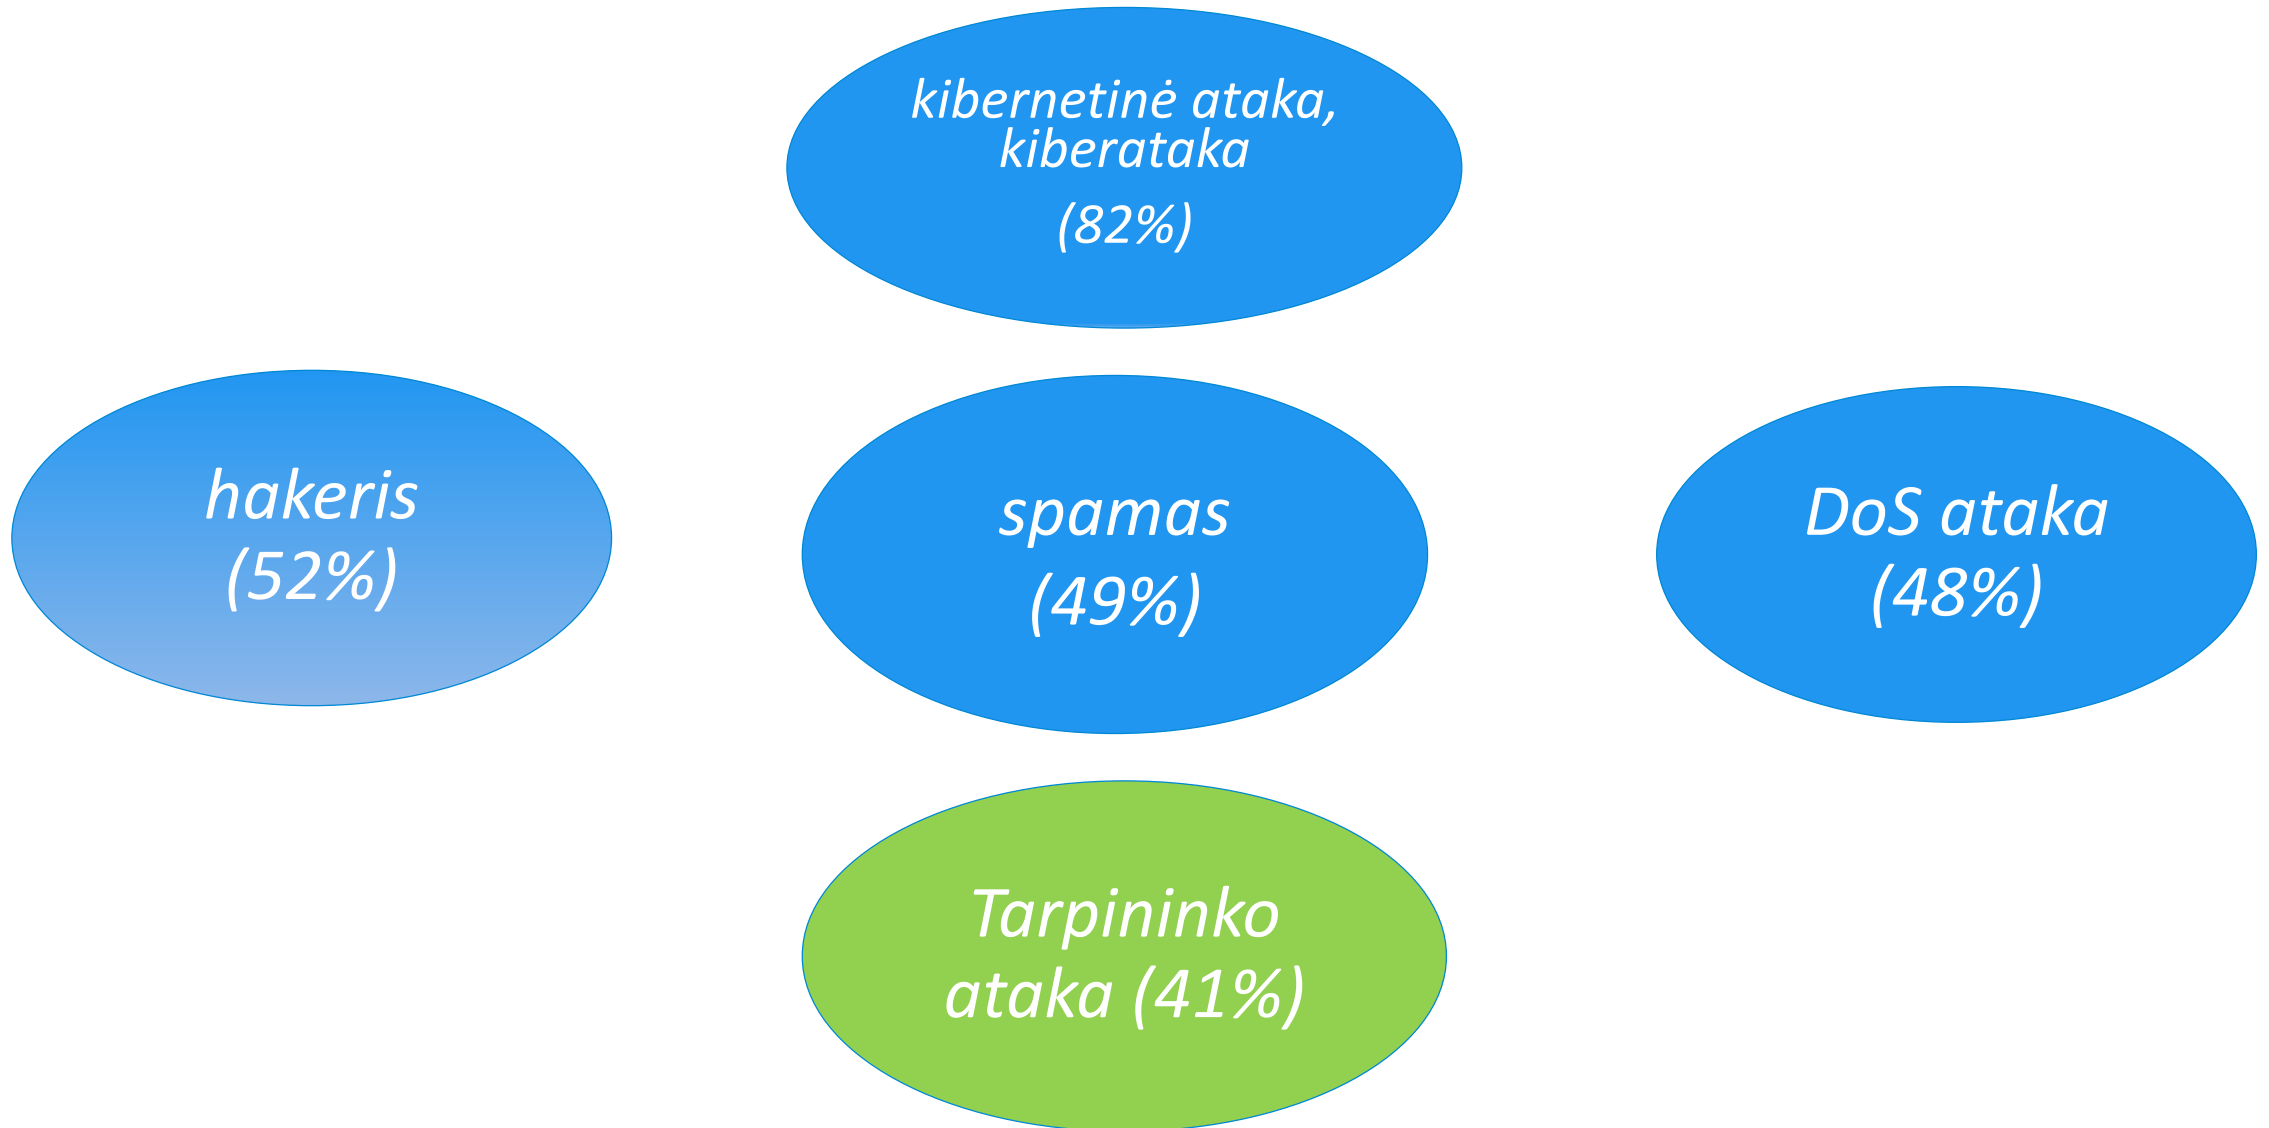 kibernetinė ataka,
kiberataka
(82%)
hakeris
(52%)
spamas
(49%)
DoS ataka
(48%)
Tarpininko
ataka (41%)